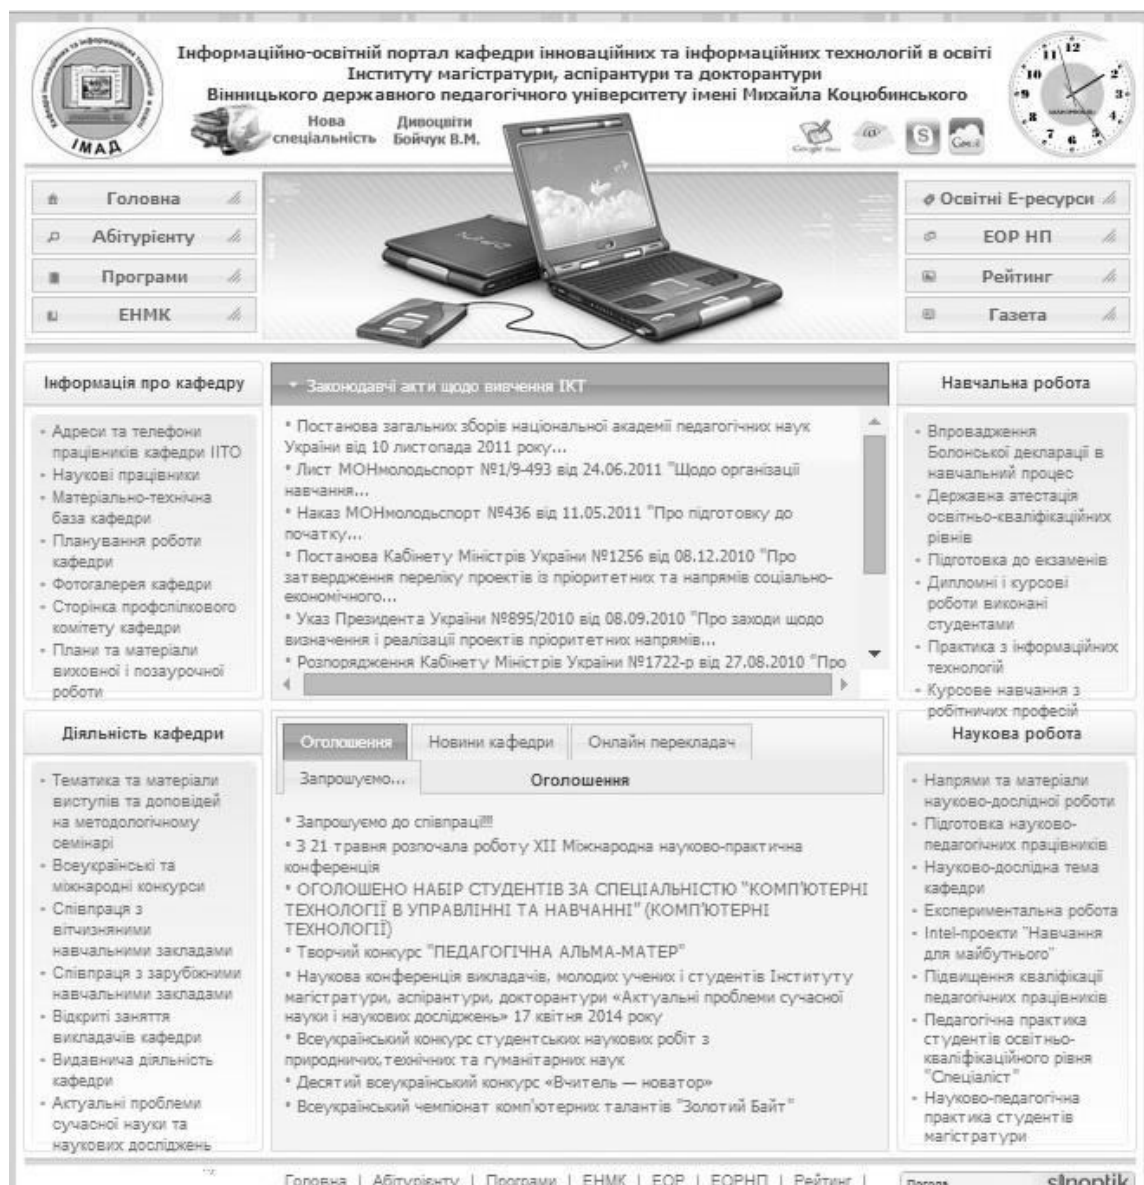 Інформаційно-освітній портал кафедри інноваційних та інформаційних технологій в освіті
Інституту магістратури, аспірантури та докторантури
Вінницького державного педагогічного університету імені Михайла Коцюбинського
ІМАД
Нова
спеціальність
Дивоцвіти
Бойчук В.М.
Головна
Абітурієнту
Програми
ЕНМК
Освітні Е-ресурси
ЕОР НП
Рейтинг
Газета
Інформація про кафедру
Адреси та телефони
працівників кафедри ІІТО
Наукові працівники
Матеріально-технічна
база кафедри
Планування роботи
кафедри
Фотогалерея кафедри
Сторінка профспілкового
комітету кафедри
Плани та матеріали
виховної і позаурочної
роботи
Законодавчі акти щодо вивчення ІКТ
* Постанова загальних зборів національної академії педагогічних наук
України від 10 листопада 2011 року...
* Лист МОНмолодьспорт №1/9-493 від 24.06.2011 "Щодо організації
навчання...
* Наказ МОНмолодьспорт №436 від 11.05.2011 "Про підготовку до
початку...
* Постанова Кабінету Міністрів України №1256 від 08.12.2010 "Про
затвердження переліку проектів із пріоритетних та напрямів соціально-
економічного...
* Указ Президента України №895/2010 від 08.09.2010 "Про заходи щодо
визначення і реалізації проектів пріоритетних напрямів...
* Розпорядження Кабінету Міністрів України №1722-р від 27.08.2010 "Про
Навчальна робота
Впровадження
Болонської декларації в
навчальний процес
Державна атестація
освітньо-кваліфікаційних
рівнів
Підготовка до екзаменів
Дипломні і курсові
роботи виконані
студентами
Практика з інформаційних
технологій
Курсове навчання з
робітничих професій
Діяльність кафедри
Тематика та матеріали
виступів та доповідей
на методологічному
семінарі
Всеукраїнські та
міжнародні конкурси
Співпраця з
вітчизняними
навчальними закладами
Співпраця з зарубіжними
навчальними закладами
Відкриті заняття
викладачів кафедри
Видавнича діяльність
кафедри
Актуальні проблеми
сучасної науки та
наукових досліджень
Оголошення
Новини кафедри
Онлайн перекладач
Запрошуємо...
Оголошення
* Запрошуємо до співпраці!!!
* З 21 травня розпочала роботу XII Міжнародна науково-практична
конференція
* ОГОЛОШЕНО НАБІР СТУДЕНТІВ ЗА СПЕЦІАЛЬНІСТЮ "КОМП'ЮТЕРНІ
ТЕХНОЛОГІЇ В УПРАВЛІННІ ТА НАВЧАННІ" (КОМП'ЮТЕРНІ
ТЕХНОЛОГІЇ)
* Творчий конкурс "ПЕДАГОГІЧНА АЛЬМА-МАТЕР"
* Наукова конференція викладачів, молодих учених і студентів Інституту
магістратури, аспірантури, докторантури «Актуальні проблеми сучасної
науки і наукових досліджень» 17 квітня 2014 року
* Всеукраїнський конкурс студентських наукових робіт з
природничих,технічних та гуманітарних наук
* Десятий всеукраїнський конкурс «Вчитель — новатор»
* Всеукраїнський чемпіонат комп'ютерних талантів "Золотий Байт"
Наукова робота
Напрями та матеріали
науково-дослідної роботи
Підготовка науково-
педагогічних працівників
Науково-дослідна тема
кафедри
Експериментальна робота
Intel-проекти "Навчання
для майбутнього"
Підвищення кваліфікації
педагогічних працівників
Педагогічна практика
студентів освітньо-
кваліфікаційного рівня
"Спеціаліст"
Науково-педагогічна
практика студентів
магістратури
Головна | Абітурієнту | Програми | ЕНМК | ЕОР | ЕОРНП | Рейтинг |
Погода
sinoptik